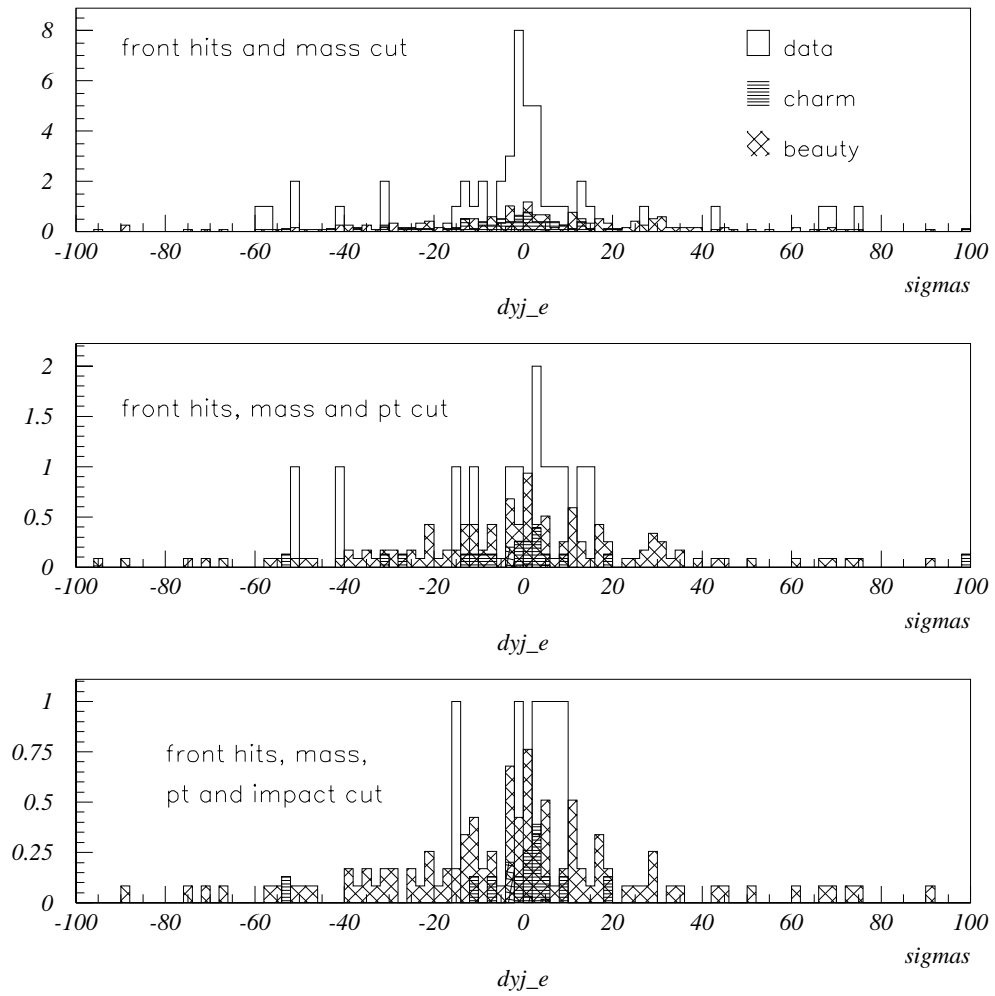 8
front hits and mass cut
data
6
charm
4
beauty
2
0
-100 -80 -60 -40 -20 0 20 40 60 80 100
sigmas
dyj_e
2
front hits, mass and pt cut
1.5
1
0.5
0
-100 -80 -60 -40 -20 0 20 40 60 80 100
sigmas
dyj_e
1
0.75
front hits, mass,
pt and impact cut
0.5
0.25
0
-100 -80 -60 -40 -20 0 20 40 60 80 100
sigmas
dyj_e